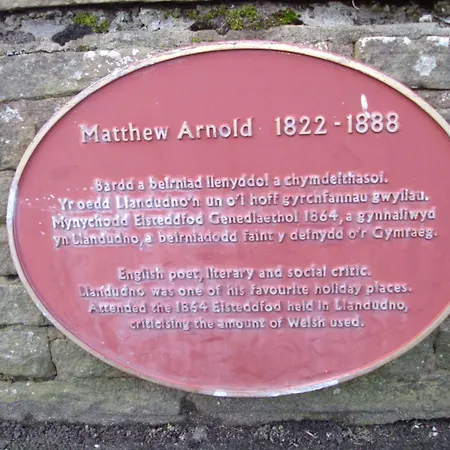 Matthew Arnold 1822 - 1888
Bardd a beirniad llenyddol a chymdeithasol.
Yr oedd Llandudno'n un o'i hoff gyrchfannau gwyliau.
Mynychodd Eisteddfod Genedlaethol 1864, a gynhaliwyd
yn Llandudno, a beirniadodd faint y defnydd o'r Gymraeg.
English poet, literary and social critic.
Llandudno was one of his favourite holiday places.
Attended the 1864 Eisteddfod held in Llandudno,
criticising the amount of Welsh used.